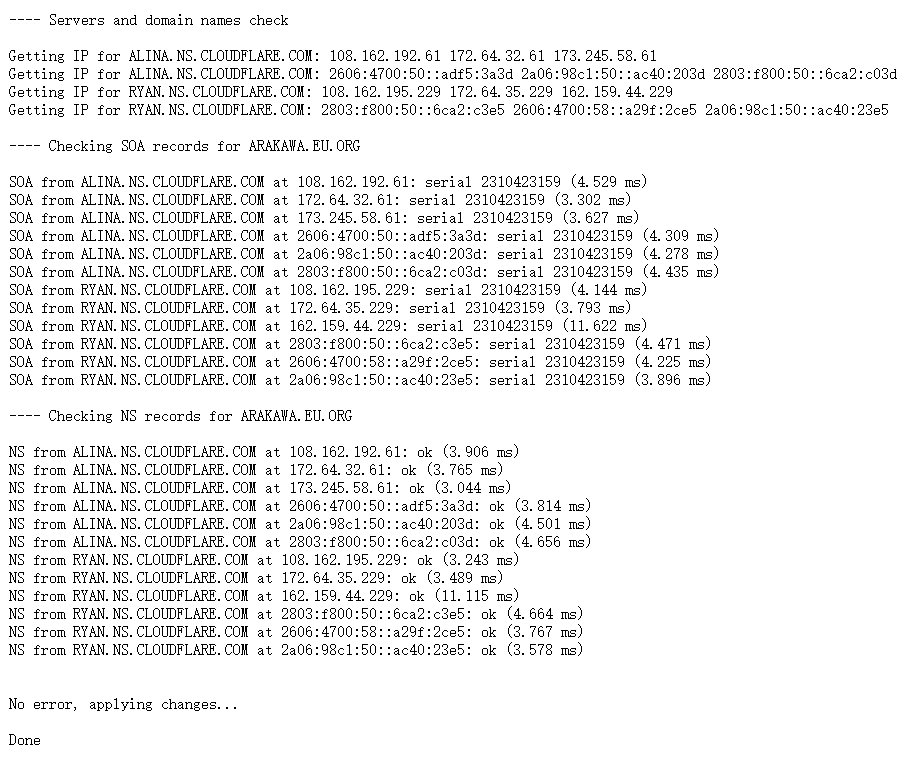 ---- Servers and domain names check
Getting IP for ALINA.NS.CLOUDFLARE.COM: 108.162.192.61 172.64.32.61 173.245.58.61
Getting IP for ALINA.NS.CLOUDFLARE.COM: 2606:4700:50::adf5:3a3d 2a06:98c1:50::ac40:203d 2803:f800:50::6ca2:c03d
Getting IP for RYAN.NS.CLOUDFLARE.COM: 108.162.195.229 172.64.35.229 162.159.44.229
Getting IP for RYAN.NS.CLOUDFLARE.COM: 2803:f800:50::6ca2:c3e5 2606:4700:58::a29f:2ce5 2a06:98c1:50::ac40:23e5
---- Checking SOA records for ARAKAWA.EU.ORG
SOA from ALINA.NS.CLOUDFLARE.COM at 108.162.192.61: serial 2310423159 (4.529 ms)
SOA from ALINA.NS.CLOUDFLARE.COM at 172.64.32.61: serial 2310423159 (3.302 ms)
SOA from ALINA.NS.CLOUDFLARE.COM at 173.245.58.61: serial 2310423159 (3.627 ms)
SOA from ALINA.NS.CLOUDFLARE.COM at 2606:4700:50::adf5:3a3d: serial 2310423159 (4.309 ms)
SOA from ALINA.NS.CLOUDFLARE.COM at 2a06:98c1:50::ac40:203d: serial 2310423159 (4.278 ms)
SOA from ALINA.NS.CLOUDFLARE.COM at 2803:f800:50::6ca2:c03d: serial 2310423159 (4.435 ms)
SOA from RYAN.NS.CLOUDFLARE.COM at 108.162.195.229: serial 2310423159 (4.144 ms)
SOA from RYAN.NS.CLOUDFLARE.COM at 172.64.35.229: serial 2310423159 (3.793 ms)
SOA from RYAN.NS.CLOUDFLARE.COM at 162.159.44.229: serial 2310423159 (11.622 ms)
SOA from RYAN.NS.CLOUDFLARE.COM at 2803:f800:50::6ca2:c3e5: serial 2310423159 (4.471 ms)
SOA from RYAN.NS.CLOUDFLARE.COM at 2606:4700:58::a29f:2ce5: serial 2310423159 (4.225 ms)
SOA from RYAN.NS.CLOUDFLARE.COM at 2a06:98c1:50::ac40:23e5: serial 2310423159 (3.896 ms)
---- Checking NS records for ARAKAWA.EU.ORG
NS from ALINA.NS.CLOUDFLARE.COM at 108.162.192.61: ok (3.906 ms)
NS from ALINA.NS.CLOUDFLARE.COM at 172.64.32.61: ok (3.765 ms)
NS from ALINA.NS.CLOUDFLARE.COM at 173.245.58.61: ok (3.044 ms)
NS from ALINA.NS.CLOUDFLARE.COM at 2606:4700:50::adf5:3a3d: ok (3.814 ms)
NS from ALINA.NS.CLOUDFLARE.COM at 2a06:98c1:50::ac40:203d: ok (4.501 ms)
NS from ALINA.NS.CLOUDFLARE.COM at 2803:f800:50::6ca2:c03d: ok (4.656 ms)
NS from RYAN.NS.CLOUDFLARE.COM at 108.162.195.229: ok (3.243 ms)
NS from RYAN.NS.CLOUDFLARE.COM at 172.64.35.229: ok (3.489 ms)
NS from RYAN.NS.CLOUDFLARE.COM at 162.159.44.229: ok (11.115 ms)
NS from RYAN.NS.CLOUDFLARE.COM at 2803:f800:50::6ca2:c3e5: ok (4.664 ms)
NS from RYAN.NS.CLOUDFLARE.COM at 2606:4700:58::a29f:2ce5: ok (3.767 ms)
NS from RYAN.NS.CLOUDFLARE.COM at 2a06:98c1:50::ac40:23e5: ok (3.578 ms)
No error, applying changes...
Done